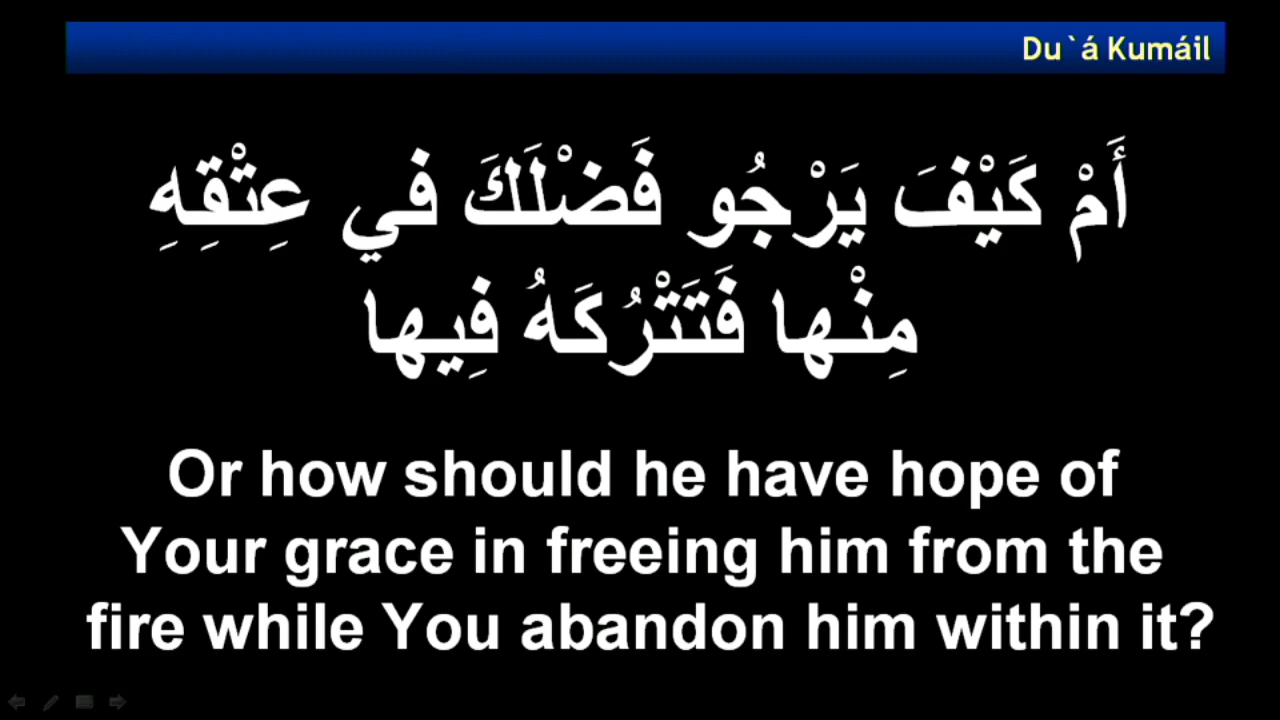 Du`á Kumáil
أَمْ كَيْفَ يَرْجُو فَضْلَكَ في عِتْقِهِ
مِنْها فَتَتْرُكَهُ فِيها
Or how should he have hope of
Your grace in freeing him from the
fire while You abandon him within it?